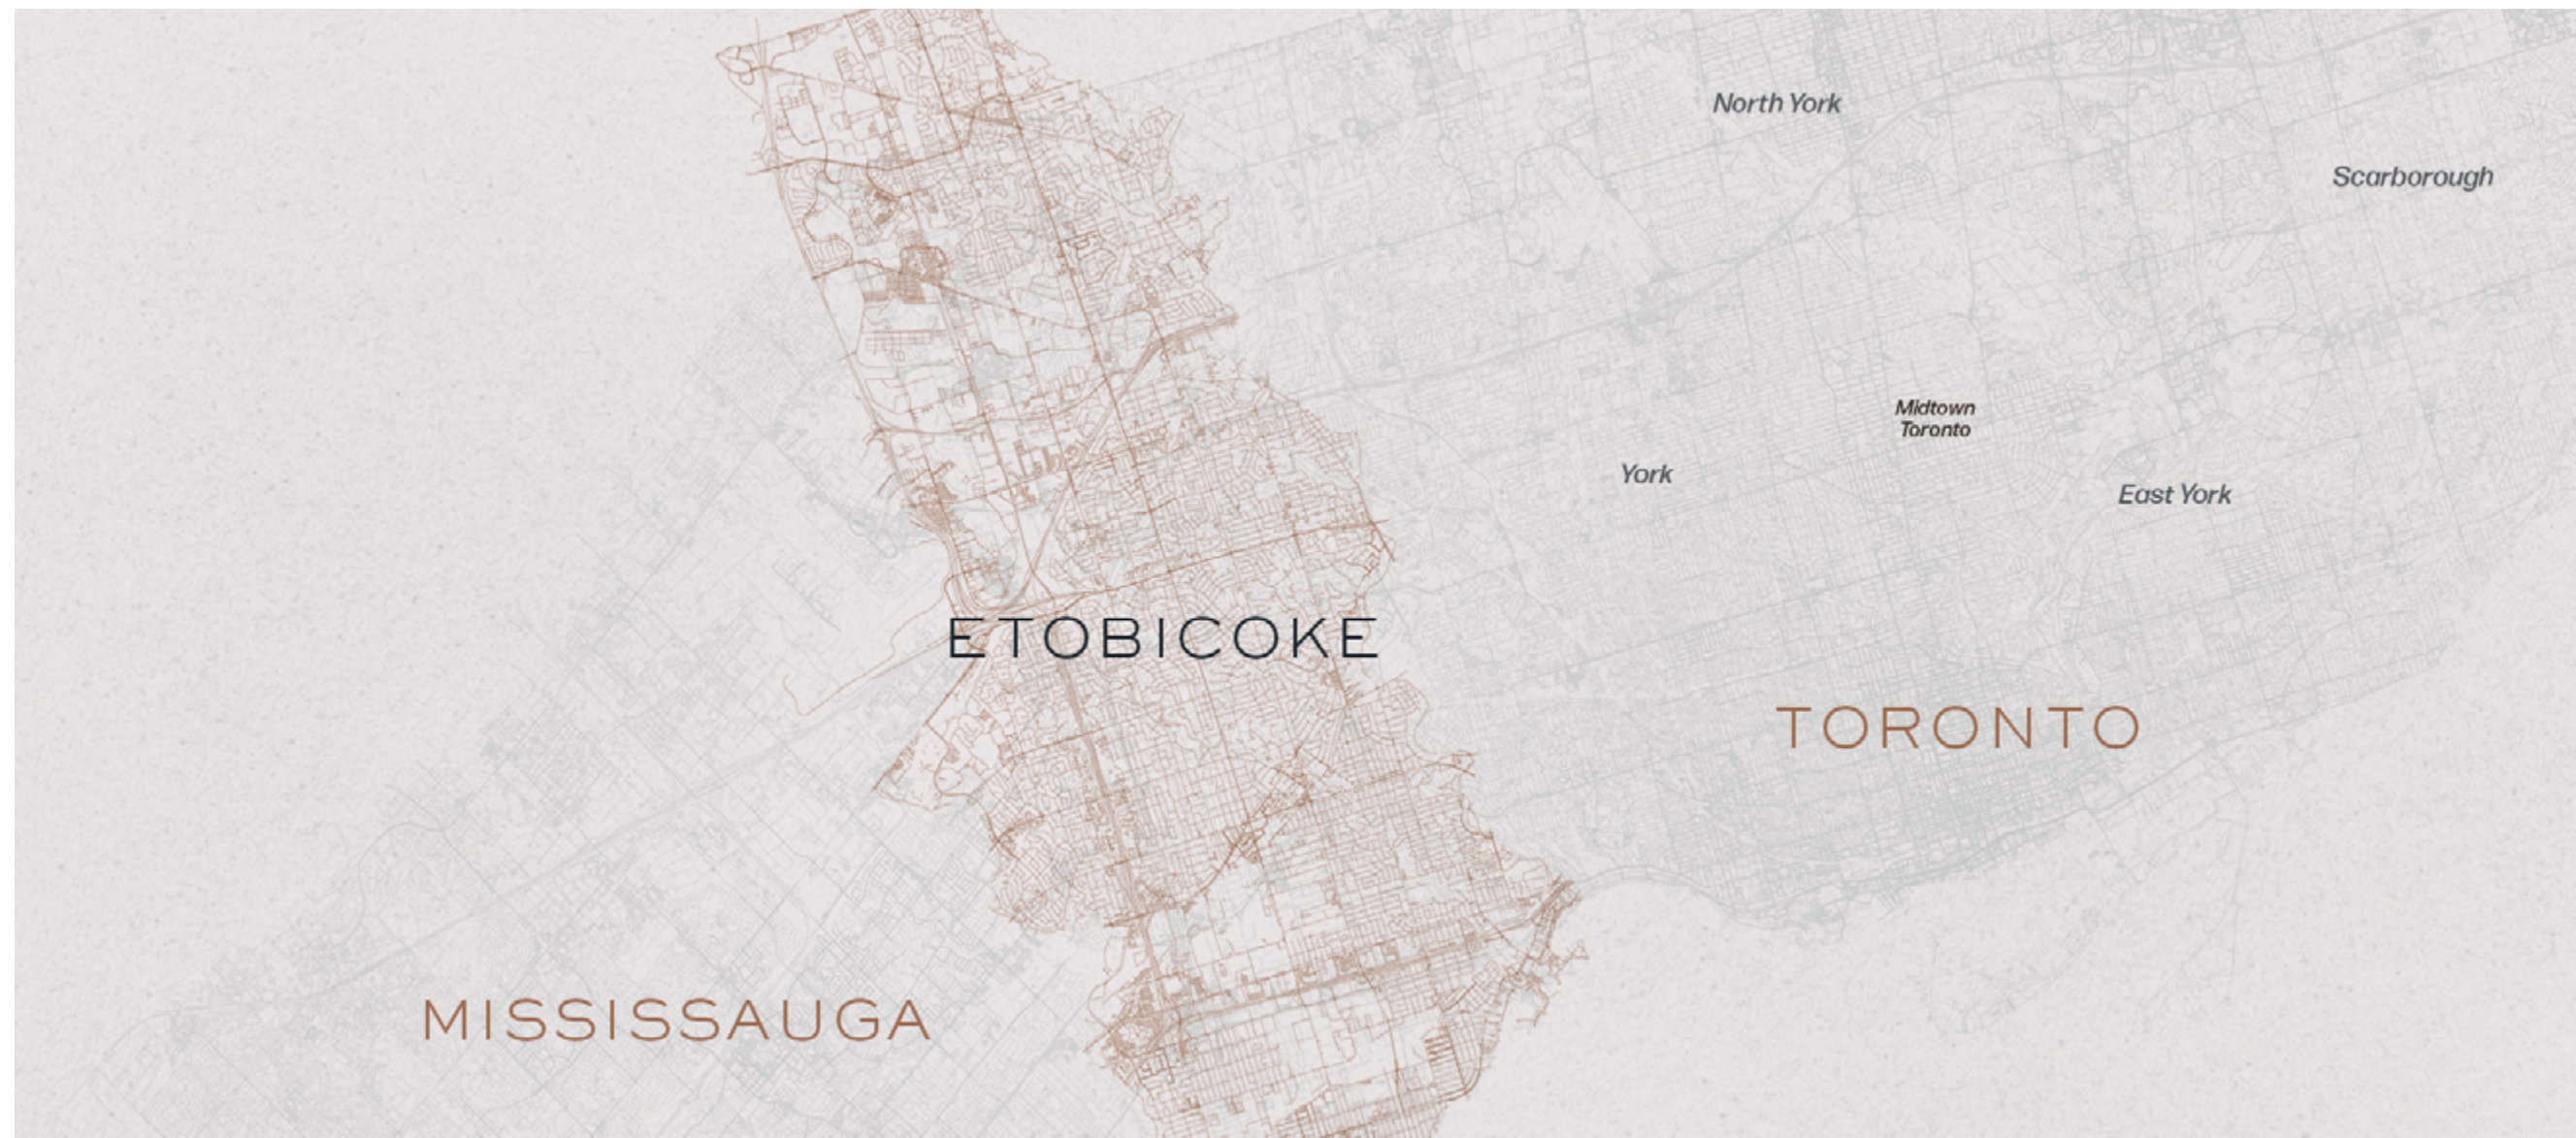 North York
Scarborough
Midtown
Toronto
York
East York
ETOBICOKE
TORONTO
MISSISSAUGA